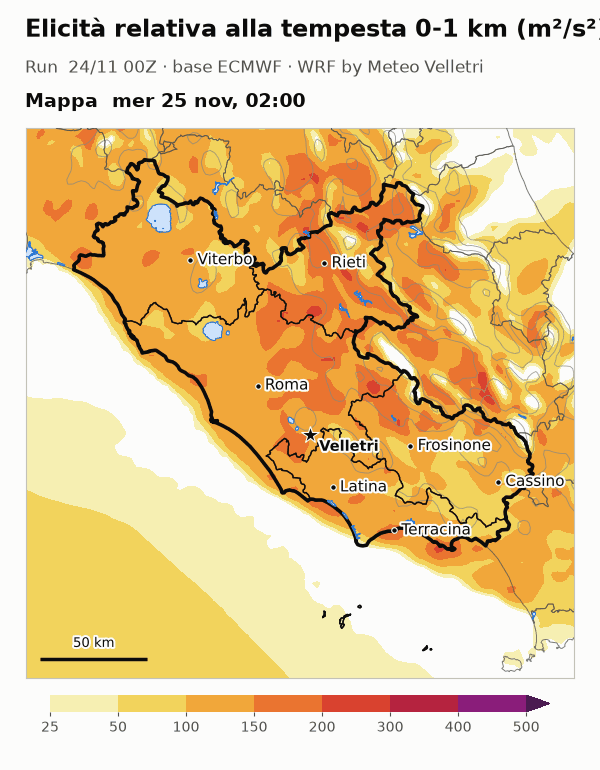 Elicità relativa alla tempesta 0-1 km (m²/s²)
Run  24/11 00Z · base ECMWF · WRF by Meteo Velletri
Mappa  mer 25 nov, 02:00
Viterbo
Rieti
Roma
Velletri
Frosinone
Cassino
Latina
Terracina
50 km
25 50 100 150 200 300 400 500